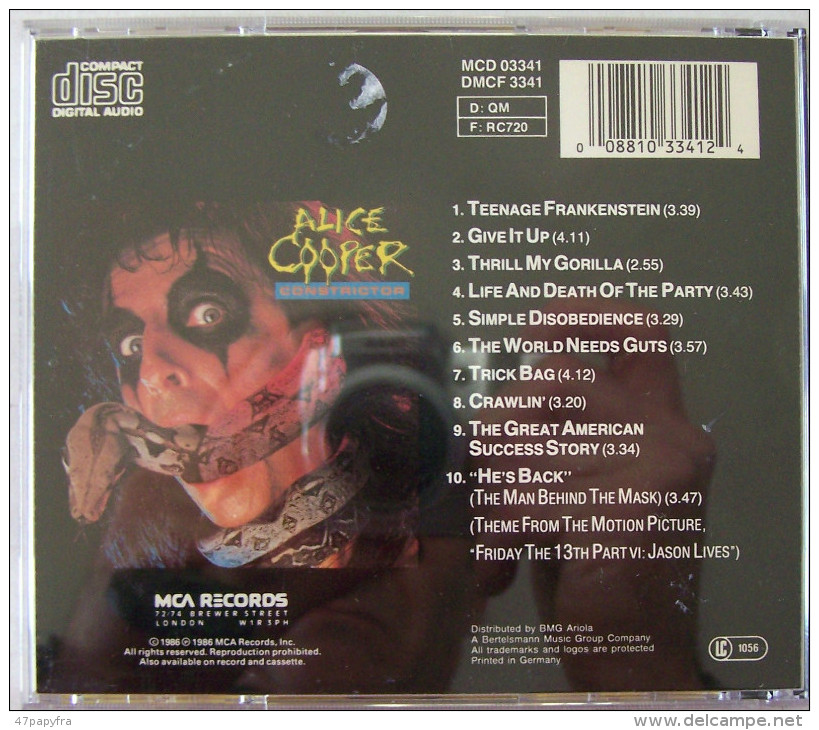 COMPACT
disc
DIGITAL AUDIO
MCD 03341
DMCF 3341
D: QM
F: RC720
0 08810 33412 4
ALICE
COOPER
CONSTRICTOR
1. TEENAGE FRANKENSTEIN (3.39)
2. GIVE IT UP (4.11)
3. THRILL MY GORILLA (2.55)
4. LIFE AND DEATH OF THE PARTY (3.43)
5. SIMPLE DISOBEDIENCE (3.29)
6. THE WORLD NEEDS GUTS (3.57)
7. TRICK BAG (4.12)
8. CRAWLIN' (3.20)
9. THE GREAT AMERICAN
SUCCESS STORY (3.34)
10. "HE'S BACK"
(THE MAN BEHIND THE MASK) (3.47)
(THEME FROM THE MOTION PICTURE,
"FRIDAY THE 13TH PART VI: JASON LIVES")
MCA RECORDS
72/74 BREWER STREET
LONDON W1R 3PH
© 1986 ℗ 1986 MCA Records, Inc.
All rights reserved. Reproduction prohibited.
Also available on record and cassette.
Distributed by BMG Ariola
A Bertelsmann Music Group Company
All trademarks and logos are protected
Printed in Germany
LC 1056
47papyfra
www.delcampe.net